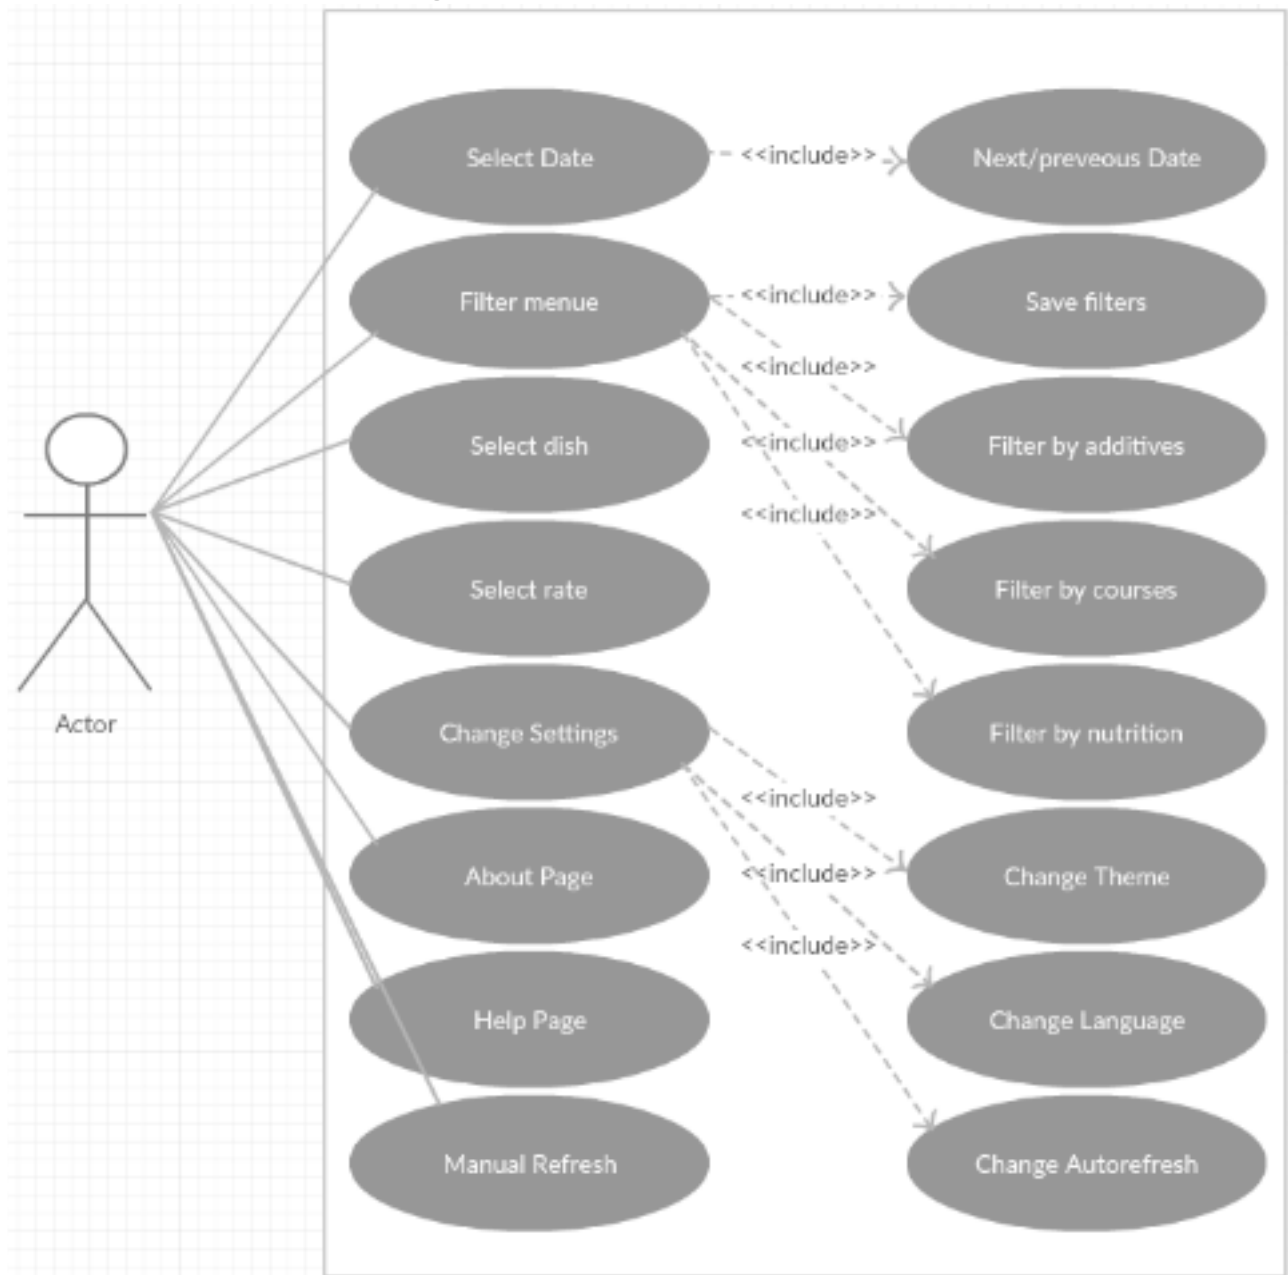 Select Date
<<include>>
Next/preveous Date
Filter menue
<<include>>
Save filters
<<include>>
Select dish
<<include>>
Filter by additives
<<include>>
Select rate
Filter by courses
Actor
Change Settings
Filter by nutrition
<<include>>
About Page
<<include>>
Change Theme
<<include>>
Help Page
Change Language
Manual Refresh
Change Autorefresh